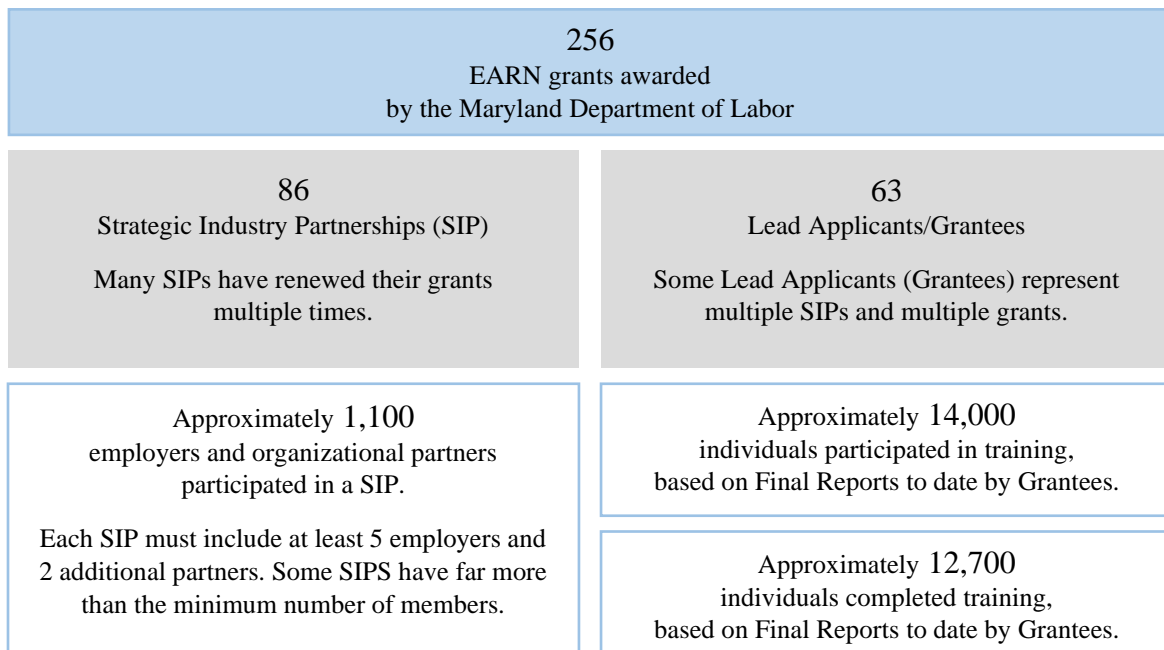 256
EARN grants awarded
by the Maryland Department of Labor
86
Strategic Industry Partnerships (SIP)
Many SIPs have renewed their grants
multiple times.
63
Lead Applicants/Grantees
Some Lead Applicants (Grantees) represent
multiple SIPs and multiple grants.
Approximately 1,100
employers and organizational partners
participated in a SIP.
Each SIP must include at least 5 employers and
2 additional partners. Some SIPS have far more
than the minimum number of members.
Approximately 14,000
individuals participated in training,
based on Final Reports to date by Grantees.
Approximately 12,700
individuals completed training,
based on Final Reports to date by Grantees.